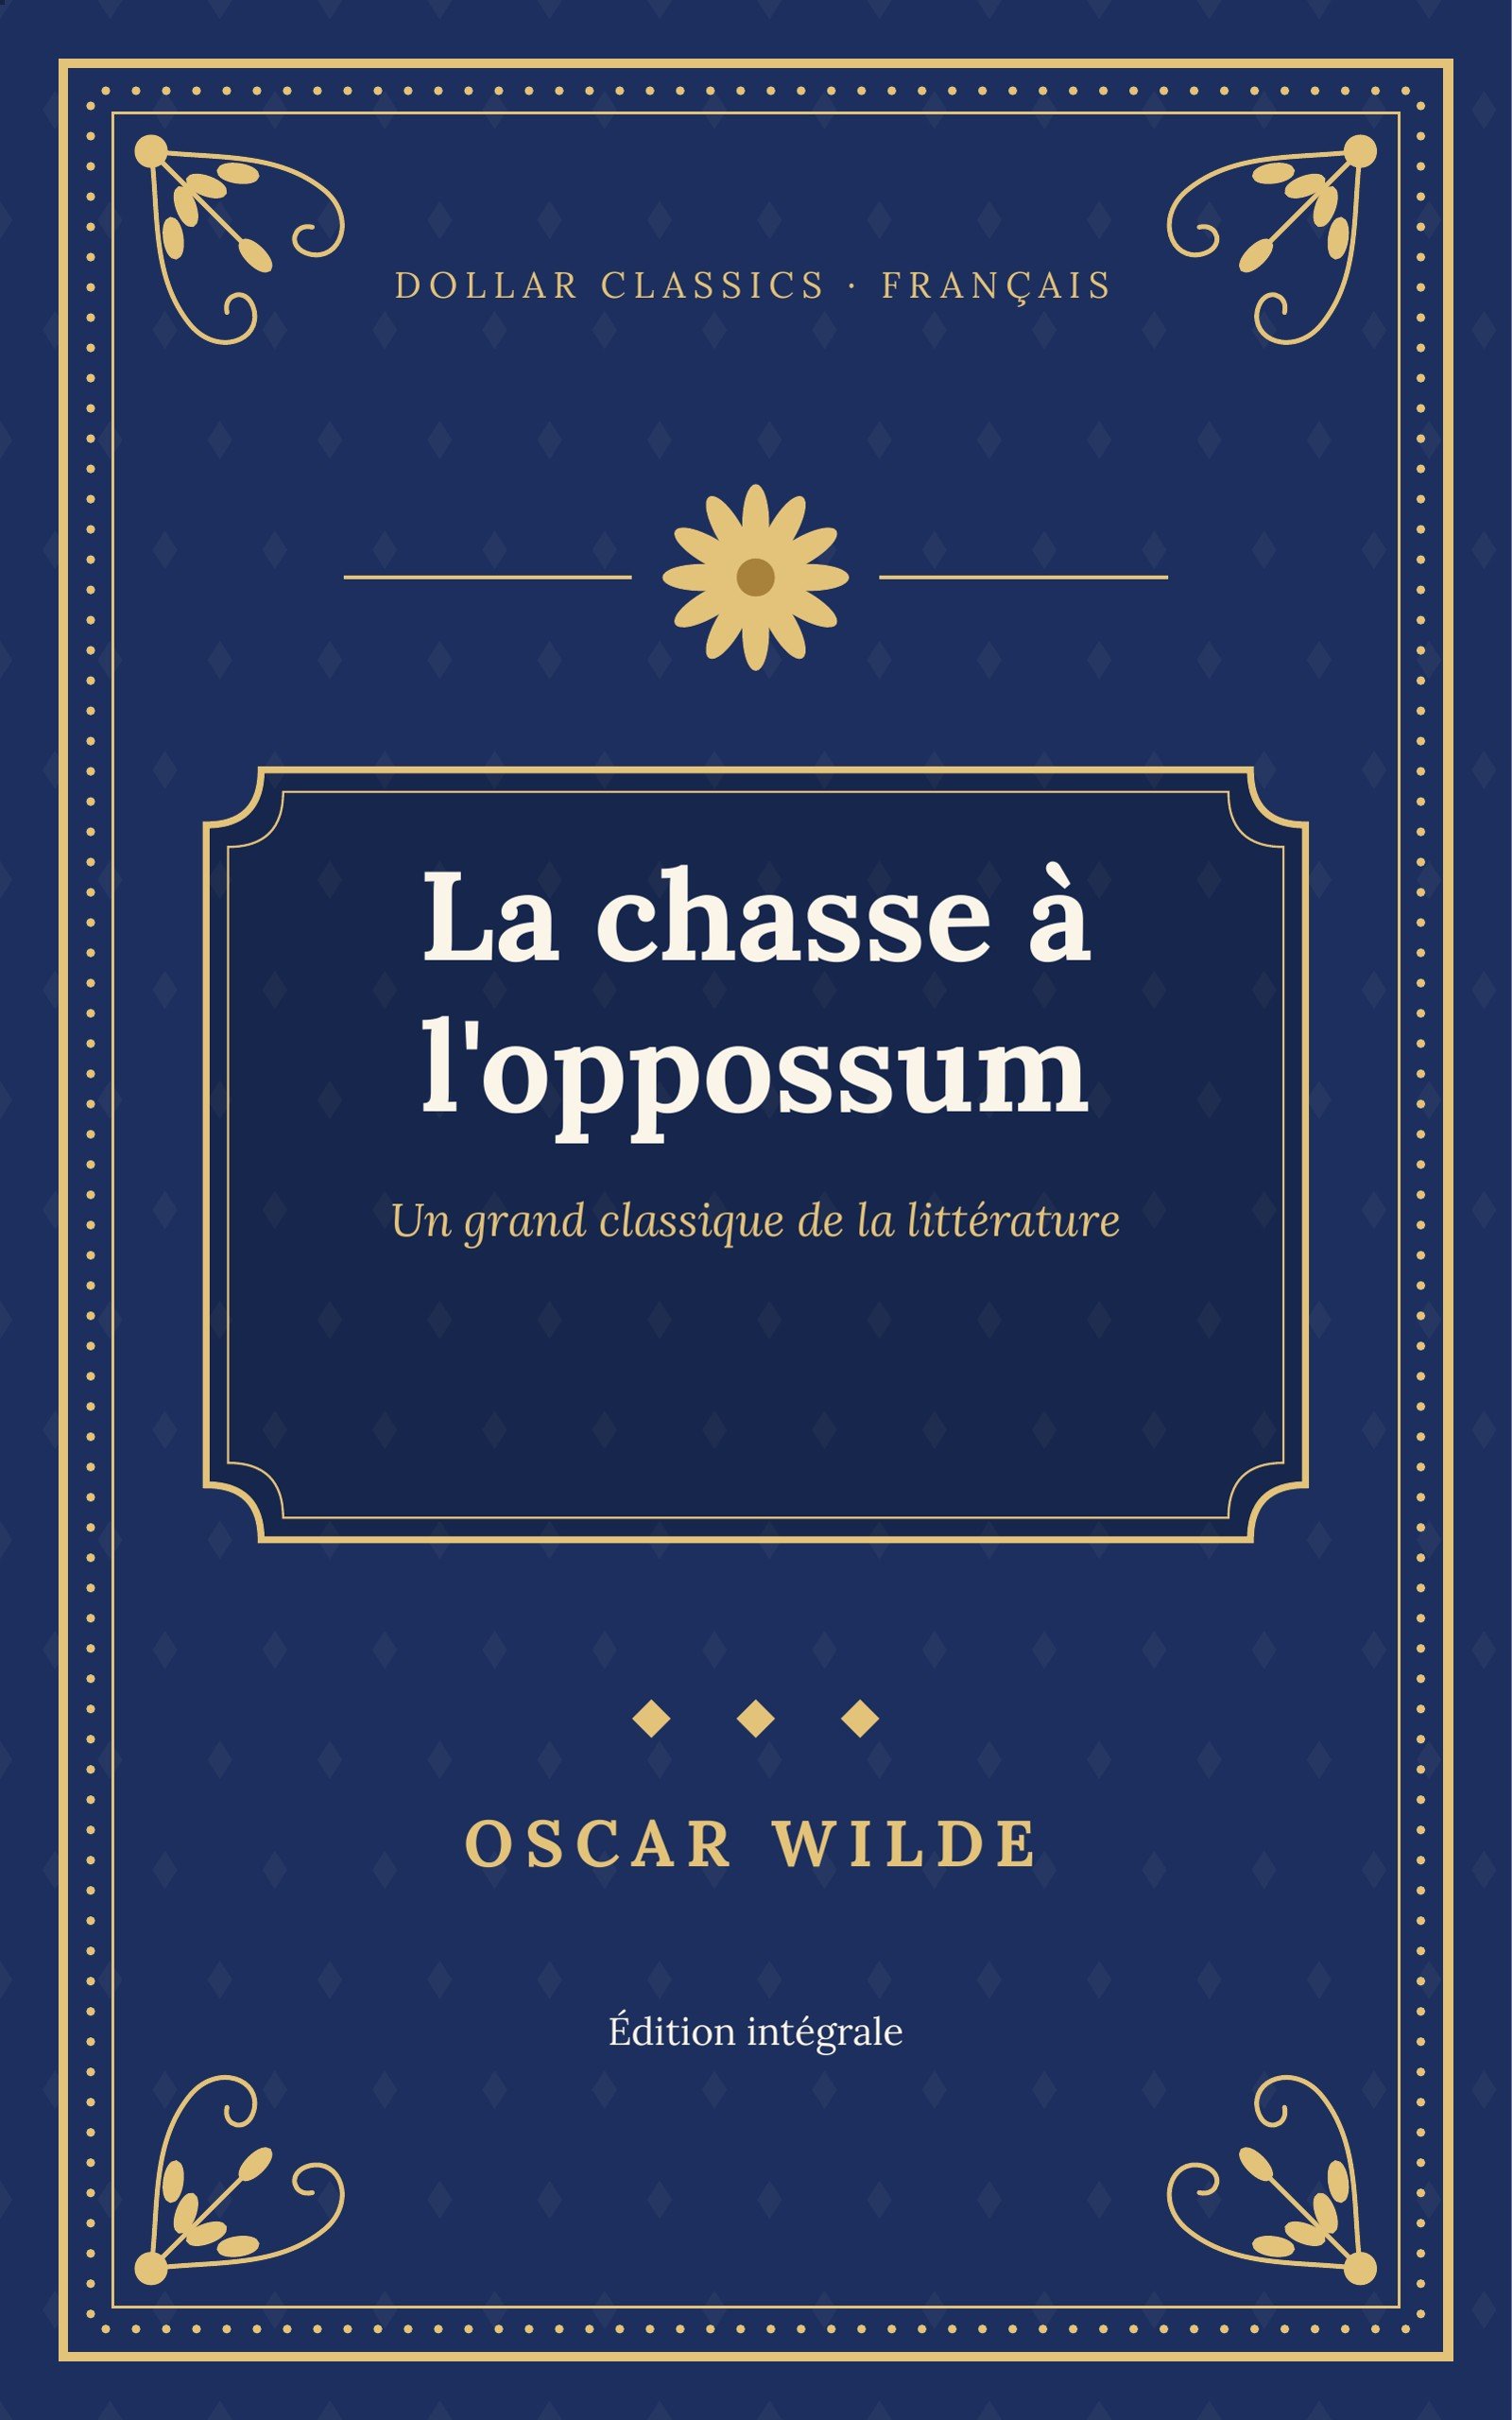 DOLLAR CLASSICS · FRANÇAIS
La chasse à
l'oppossum
Un grand classique de la littérature
OSCAR WILDE
Édition intégrale